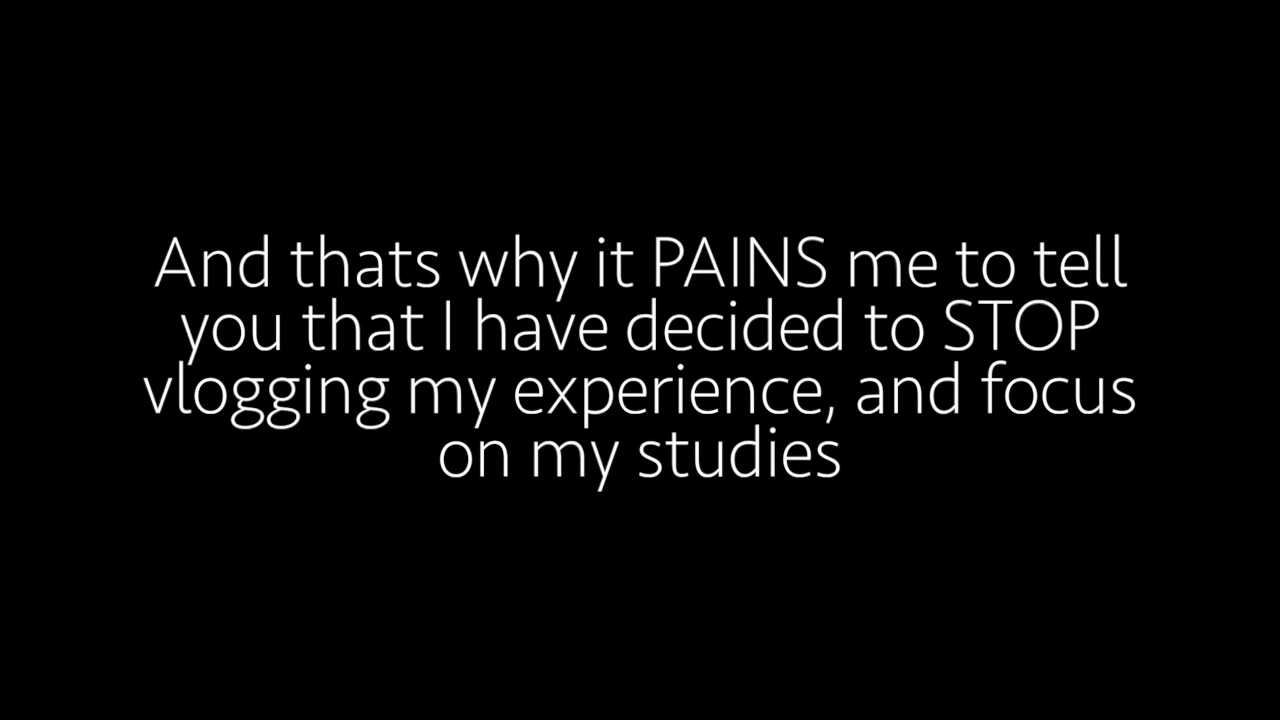 And thats why it PAINS me to tell
you that I have decided to STOP
vlogging my experience, and focus
on my studies